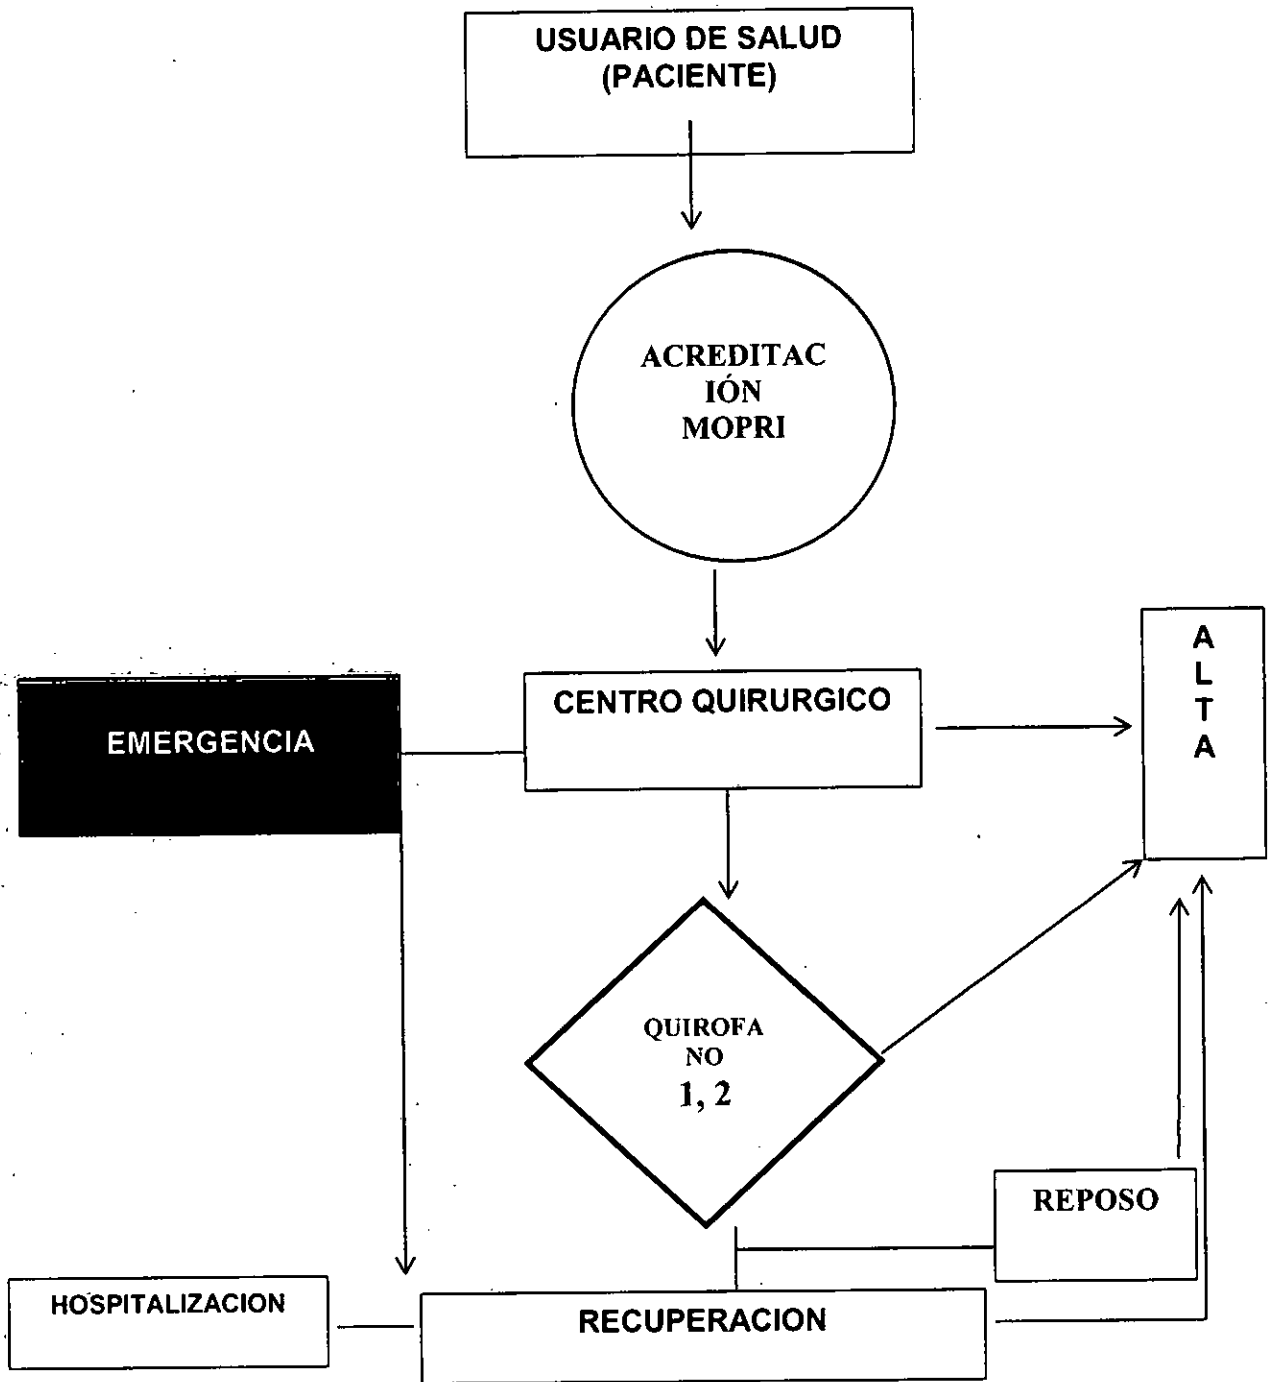 USUARIO DE SALUD
(PACIENTE)
ACREDITAC
IÓN
MOPRI
CENTRO QUIRURGICO
A
L
T
A
EMERGENCIA
QUIROFA
NO
1, 2
REPOSO
HOSPITALIZACION
RECUPERACION